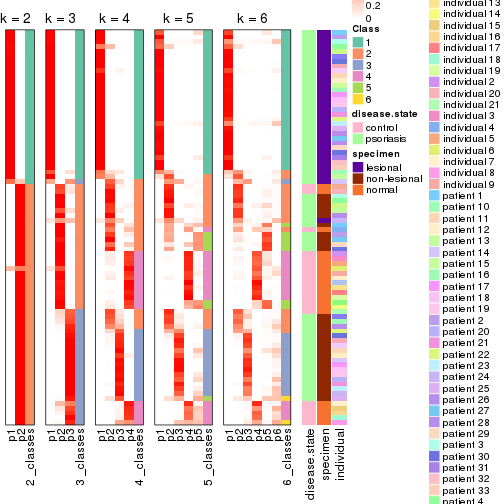 k = 2 k = 3 k = 4 k = 5 k = 6
p1
p2
2_classes
p1
p2
p3
3_classes
p1
p2
p3
p4
4_classes
p1
p2
p3
p4
p5
5_classes
p1
p2
p3
p4
p5
p6
6_classes
disease.state
specimen
individual
0.2
0
Class
1
2
3
4
5
6
disease.state
control
psoriasis
specimen
lesional
non-lesional
normal
individual 13
individual 14
individual 15
individual 16
individual 17
individual 18
individual 19
individual 2
individual 20
individual 21
individual 3
individual 4
individual 5
individual 6
individual 7
individual 8
individual 9
patient 1
patient 10
patient 11
patient 12
patient 13
patient 14
patient 15
patient 16
patient 17
patient 18
patient 19
patient 2
patient 20
patient 21
patient 22
patient 23
patient 24
patient 25
patient 26
patient 27
patient 28
patient 29
patient 3
patient 30
patient 31
patient 32
patient 33
patient 4